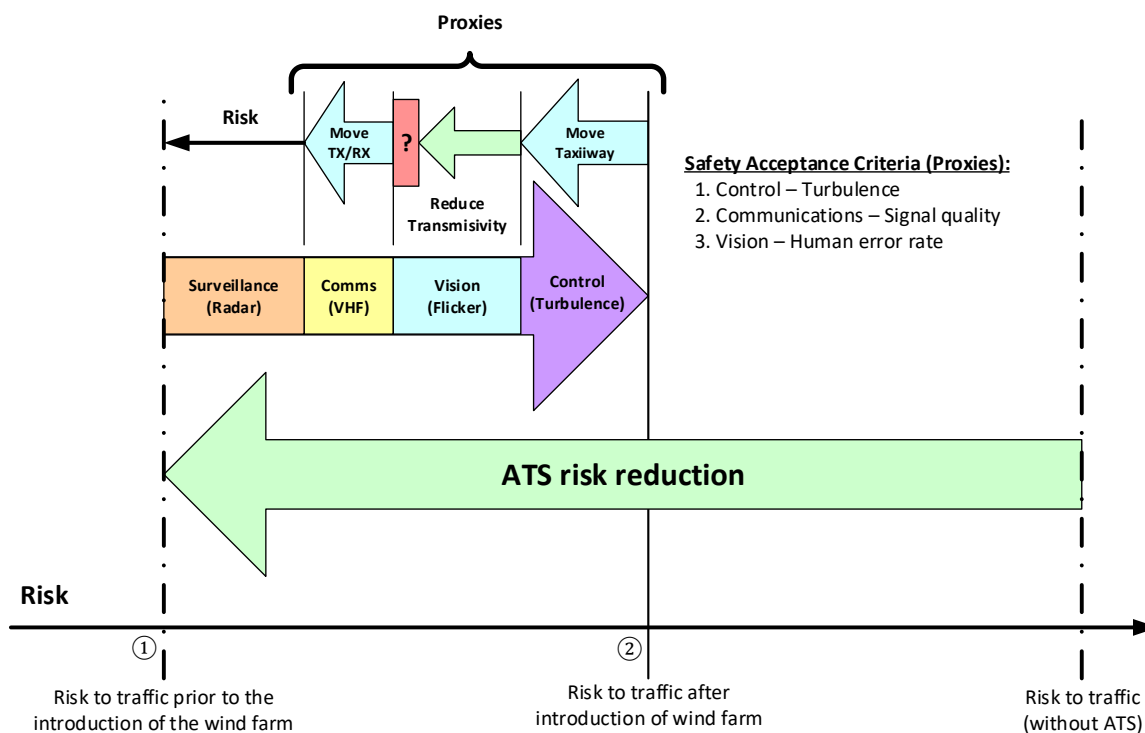 Proxies
Risk
Move
TX/RX
?
Move
Taxiiway
Reduce
Transmisivity
Safety Acceptance Criteria (Proxies):
1. Control – Turbulence
2. Communications – Signal quality
3. Vision – Human error rate
Surveillance
(Radar)
Comms
(VHF)
Vision
(Flicker)
Control
(Turbulence)
ATS risk reduction
Risk
①
②
Risk to traffic prior to the
introduction of the wind farm
Risk to traffic after
introduction of wind farm
Risk to traffic
(without ATS)